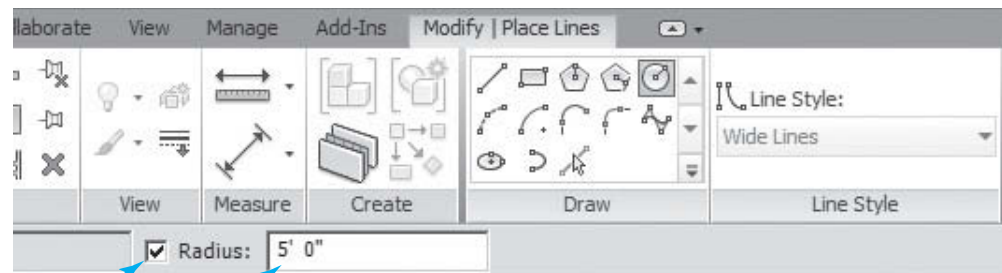 llaborate View Manage Add-Ins Modify | Place Lines
Line Style:
Wide Lines
View Measure Create Draw Line Style
Radius: 5' 0"